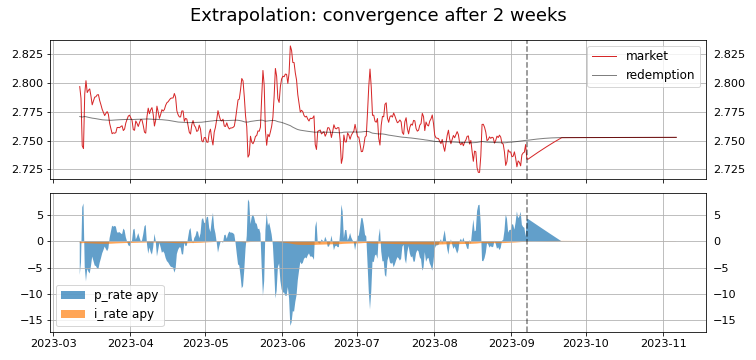 Extrapolation: convergence after 2 weeks
2.825 2.825
2.800 2.800
2.775 2.775
2.750 2.750
2.725 2.725
market
redemption
5 5
0 0
−5 −5
−10 −10
−15 −15
p_rate apy
i_rate apy
2023-03 2023-04 2023-05 2023-06 2023-07 2023-08 2023-09 2023-10 2023-11